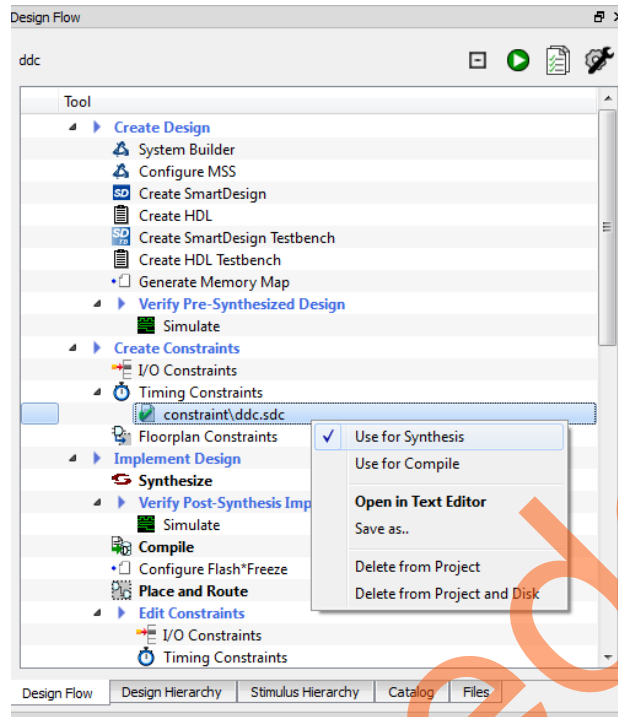 Design Flow
ddc
Tool
Create Design
System Builder
Configure MSS
Create SmartDesign
Create HDL
Create SmartDesign Testbench
Create HDL Testbench
Generate Memory Map
Verify Pre-Synthesized Design
Simulate
Create Constraints
I/O Constraints
Timing Constraints
constraint\ddc.sdc
Floorplan Constraints
Use for Synthesis
Implement Design
Use for Compile
Synthesize
Verify Post-Synthesis Imp
Open in Text Editor
Simulate
Save as..
Compile
Configure Flash*Freeze
Delete from Project
Place and Route
Delete from Project and Disk
Edit Constraints
I/O Constraints
Timing Constraints
Design Flow Design Hierarchy Stimulus Hierarchy Catalog Files